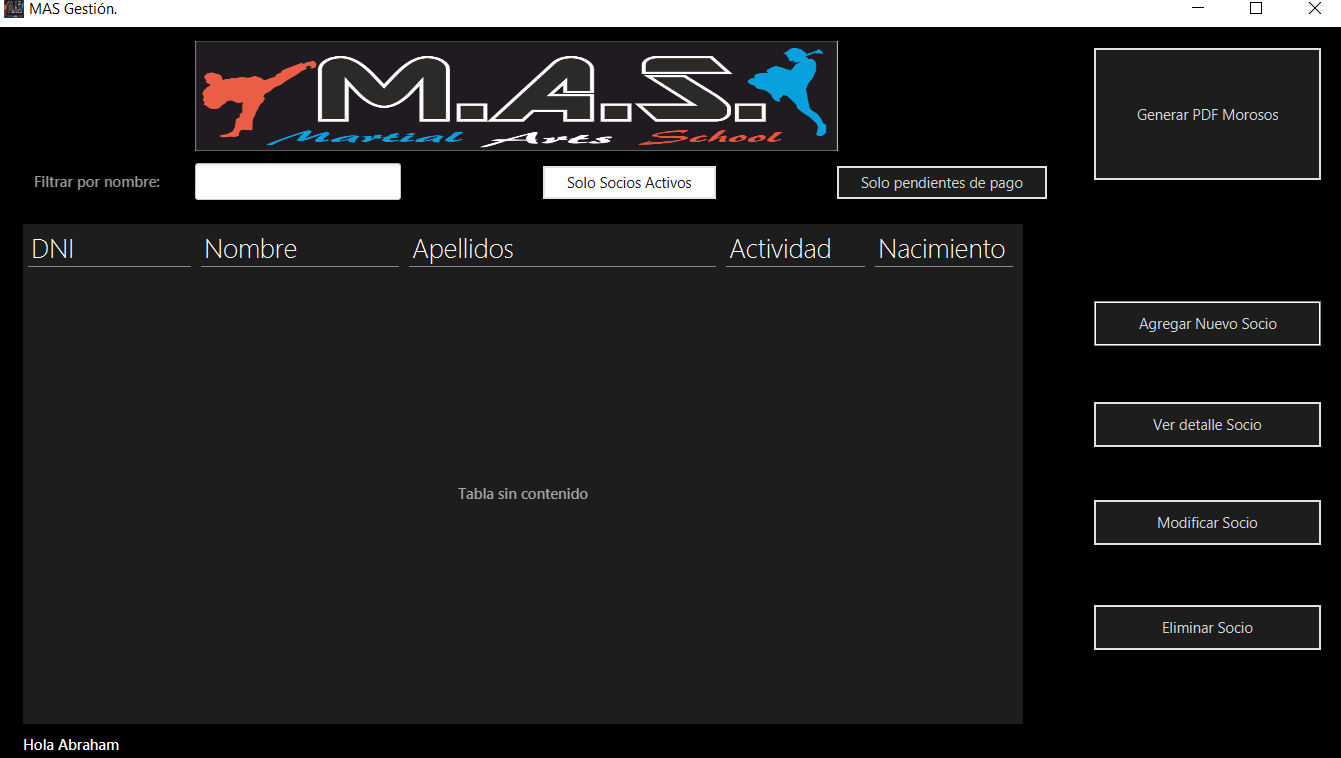 MAS Gestión.
M.A.S.
Martial Arts School
Generar PDF Morosos
Filtrar por nombre:
Solo Socios Activos
Solo pendientes de pago
DNI Nombre Apellidos Actividad Nacimiento
Agregar Nuevo Socio
Ver detalle Socio
Tabla sin contenido
Modificar Socio
Eliminar Socio
Hola Abraham